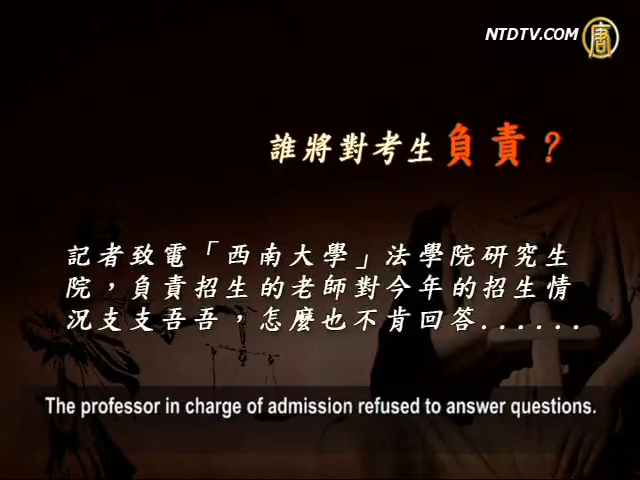 NTDTV.COM
唐
誰將對考生負責？
記者致電「西南大學」法學院研究生
院，負責招生的老師對今年的招生情
況支支吾吾，怎麼也不肯回答......
The professor in charge of admission refused to answer questions.